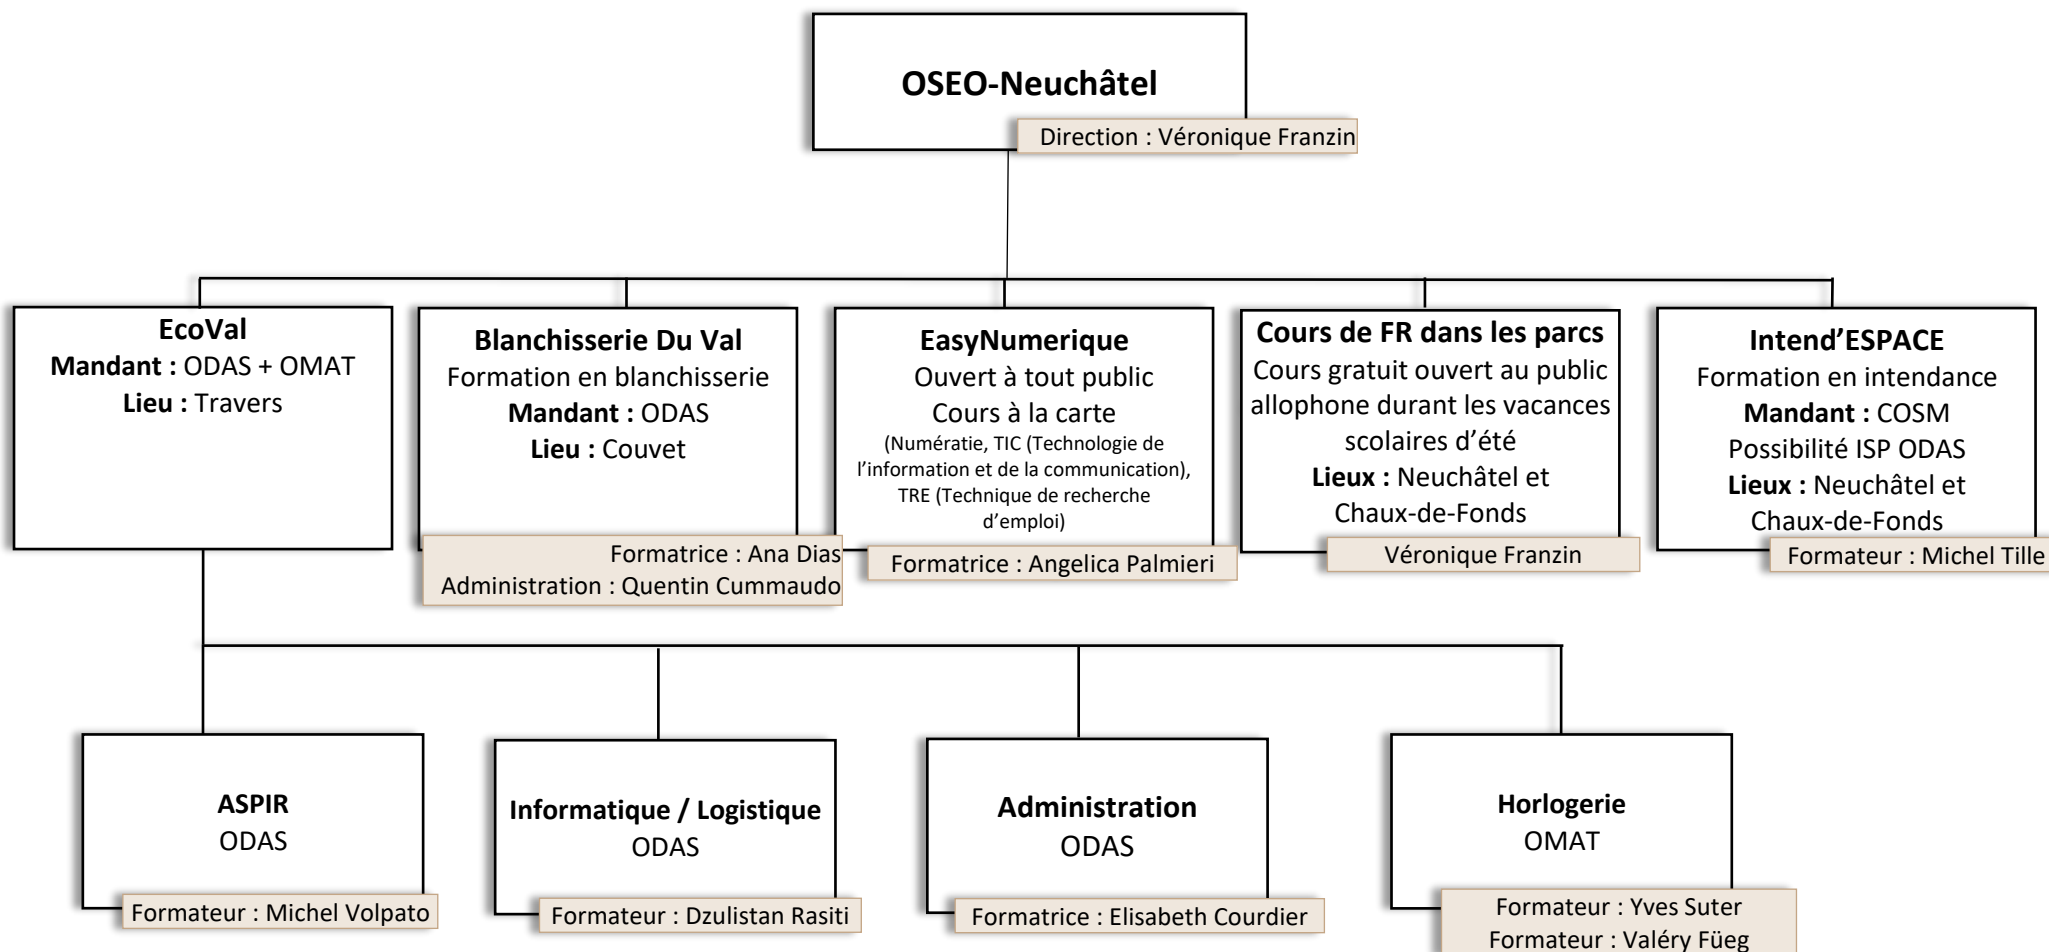 OSEO-Neuchâtel
Direction : Véronique Franzin
EcoVal
Mandant : ODAS + OMAT
Lieu : Travers
Blanchisserie Du Val
Formation en blanchisserie
Mandant : ODAS
Lieu : Couvet
Formatrice : Ana Dias
Administration : Quentin Cummaudo
EasyNumerique
Ouvert à tout public
Cours à la carte
(Numératie, TIC (Technologie de
l’information et de la communication),
TRE (Technique de recherche
d’emploi)
Formatrice : Angelica Palmieri
Cours de FR dans les parcs
Cours gratuit ouvert au public
allophone durant les vacances
scolaires d’été
Lieux : Neuchâtel et
Chaux-de-Fonds
Véronique Franzin
Intend’ESPACE
Formation en intendance
Mandant : COSM
Possibilité ISP ODAS
Lieux : Neuchâtel et
Chaux-de-Fonds
Formateur : Michel Tille
ASPIR
ODAS
Formateur : Michel Volpato
Informatique / Logistique
ODAS
Formateur : Dzulistan Rasiti
Administration
ODAS
Formatrice : Elisabeth Courdier
Horlogerie
OMAT
Formateur : Yves Suter
Formateur : Valéry Füeg